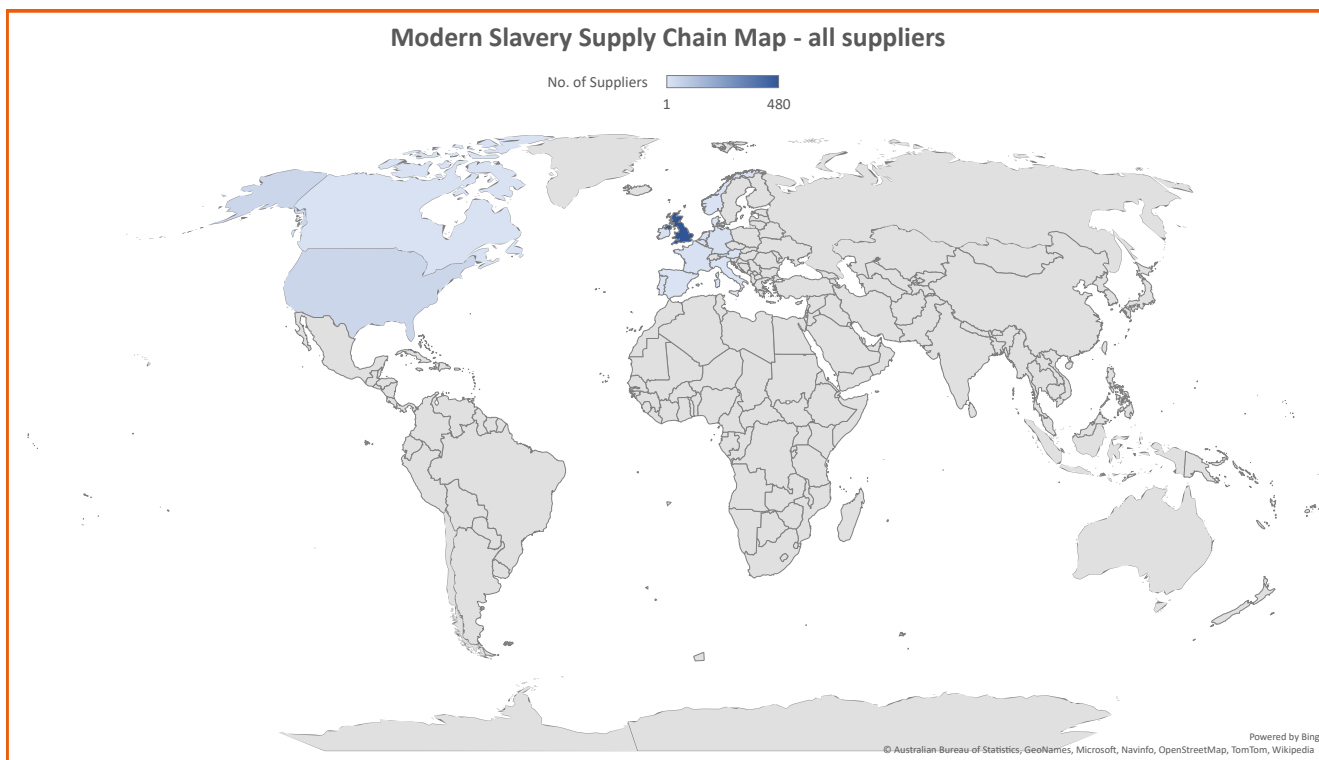 Modern Slavery Supply Chain Map - all suppliers
No. of Suppliers
1 480
Powered by Bing
© Australian Bureau of Statistics, GeoNames, Microsoft, Navinfo, OpenStreetMap, TomTom, Wikipedia